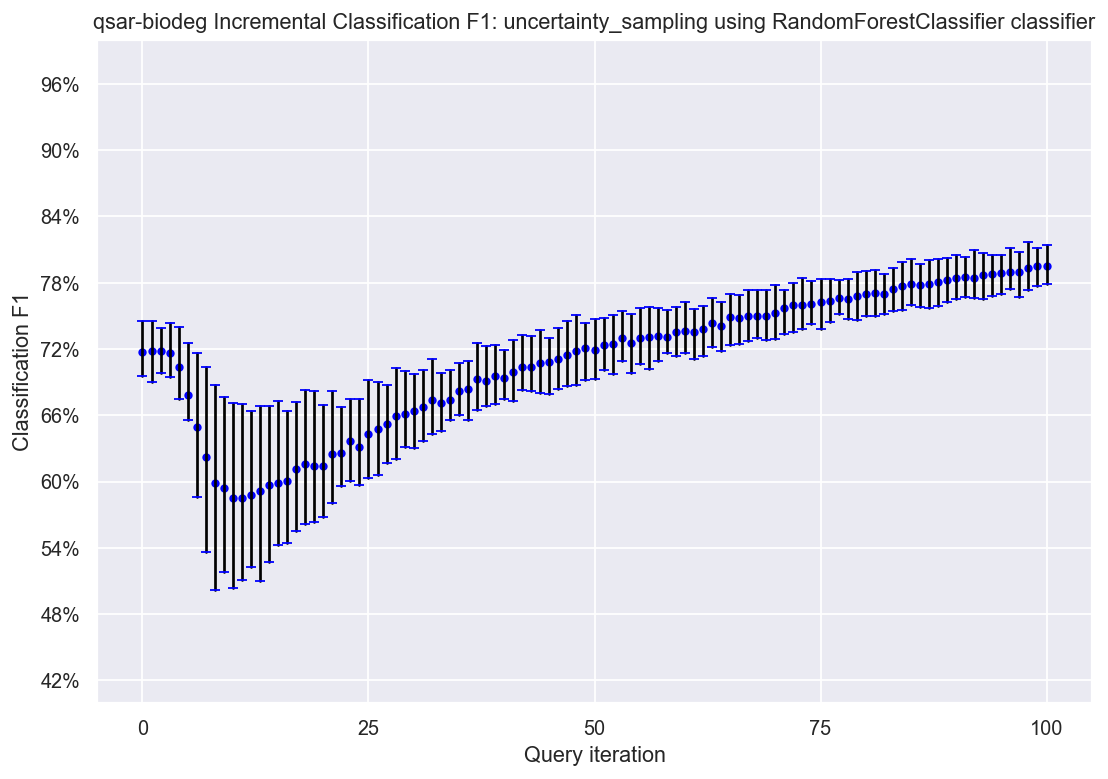 qsar-biodeg Incremental Classification F1: uncertainty_sampling using RandomForestClassifier classifier
96%
90%
84%
78%
72%
66%
60%
54%
48%
42%
Classification F1
0 25 50 75 100
Query iteration